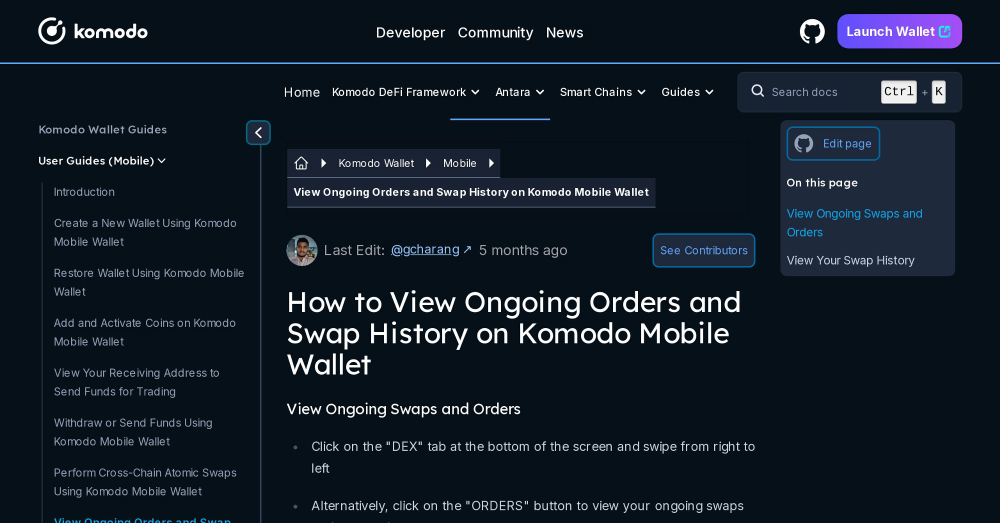 komodo
Developer Community News
Launch Wallet
Home Komodo DeFi Framework Antara Smart Chains Guides
Search docs Ctrl + K
Komodo Wallet Guides
User Guides (Mobile)
Introduction
Create a New Wallet Using Komodo
Mobile Wallet
Restore Wallet Using Komodo Mobile
Wallet
Add and Activate Coins on Komodo
Mobile Wallet
View Your Receiving Address to
Send Funds for Trading
Withdraw or Send Funds Using
Komodo Mobile Wallet
Perform Cross-Chain Atomic Swaps
Using Komodo Mobile Wallet
View Ongoing Orders and Swap
Komodo Wallet Mobile
View Ongoing Orders and Swap History on Komodo Mobile Wallet
Last Edit: @gcharang ↗ 5 months ago
See Contributors
How to View Ongoing Orders and
Swap History on Komodo Mobile
Wallet
View Ongoing Swaps and Orders
• Click on the "DEX" tab at the bottom of the screen and swipe from right to
left
• Alternatively, click on the "ORDERS" button to view your ongoing swaps
Edit page
On this page
View Ongoing Swaps and
Orders
View Your Swap History